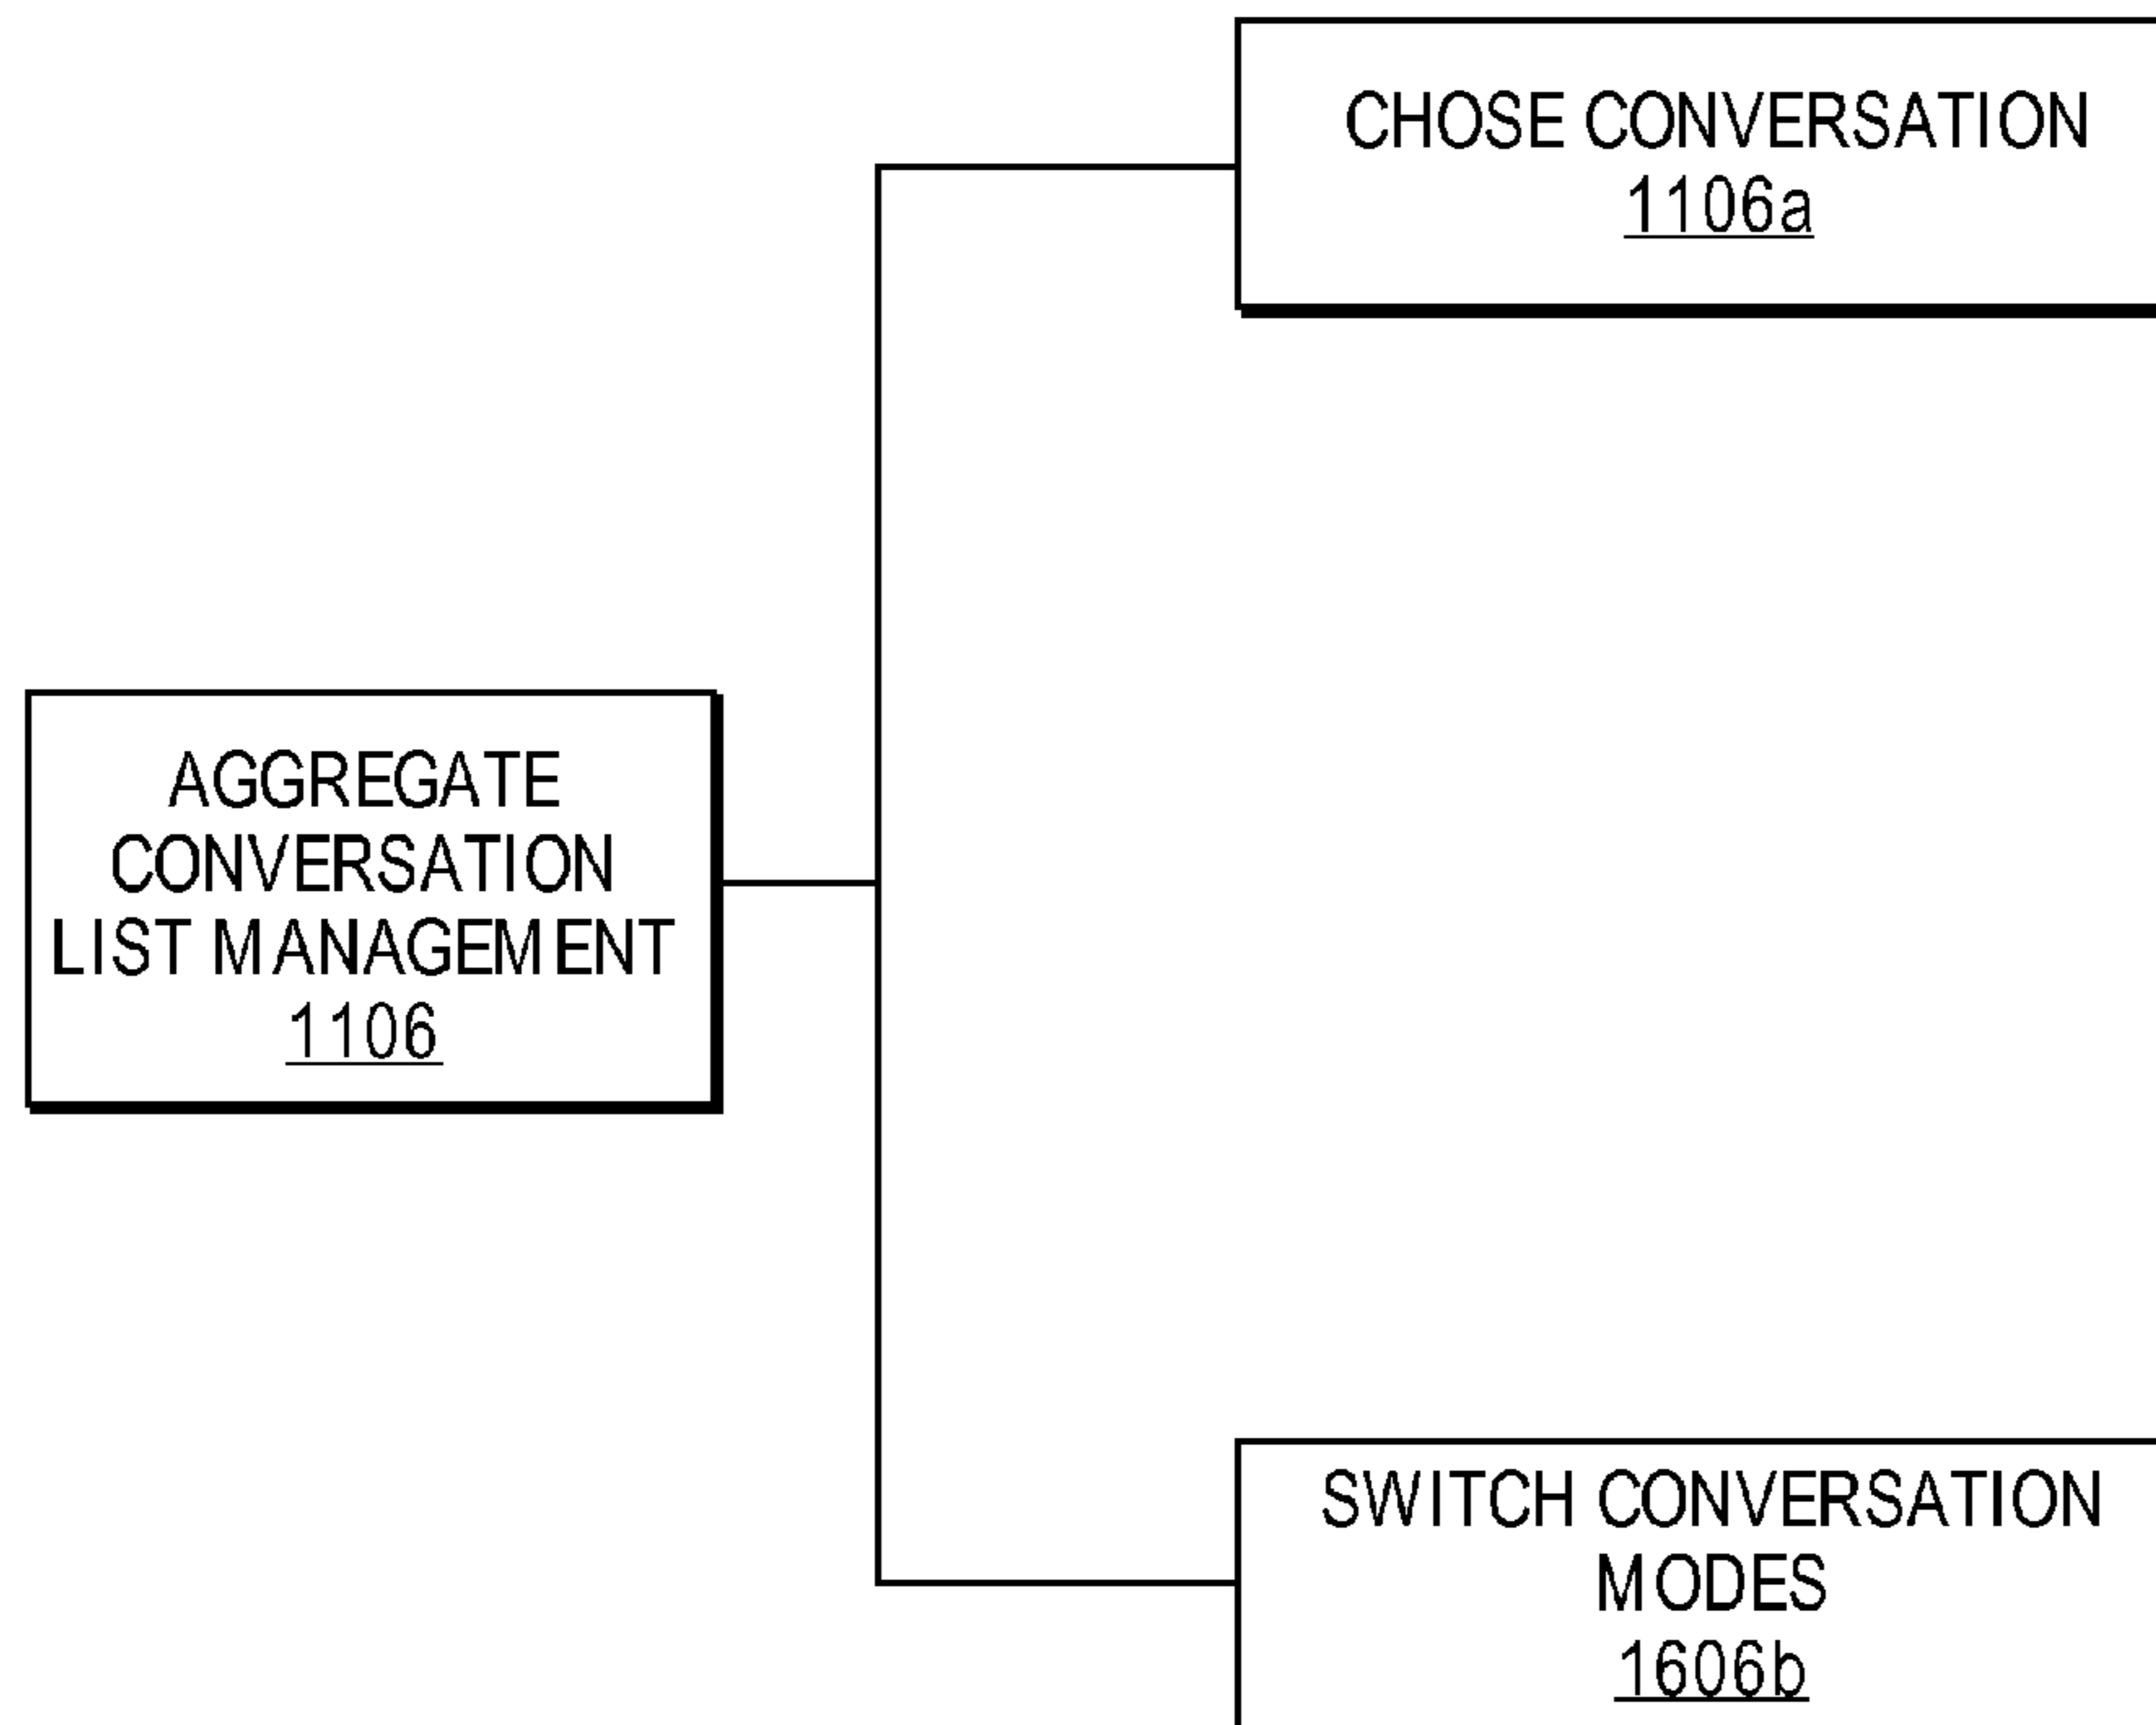 CHOSE CONVERSATION
1106a
AGGREGATE
CONVERSATION
LIST MANAGEMENT
1106
SWITCH CONVERSATION
MODES
1606b